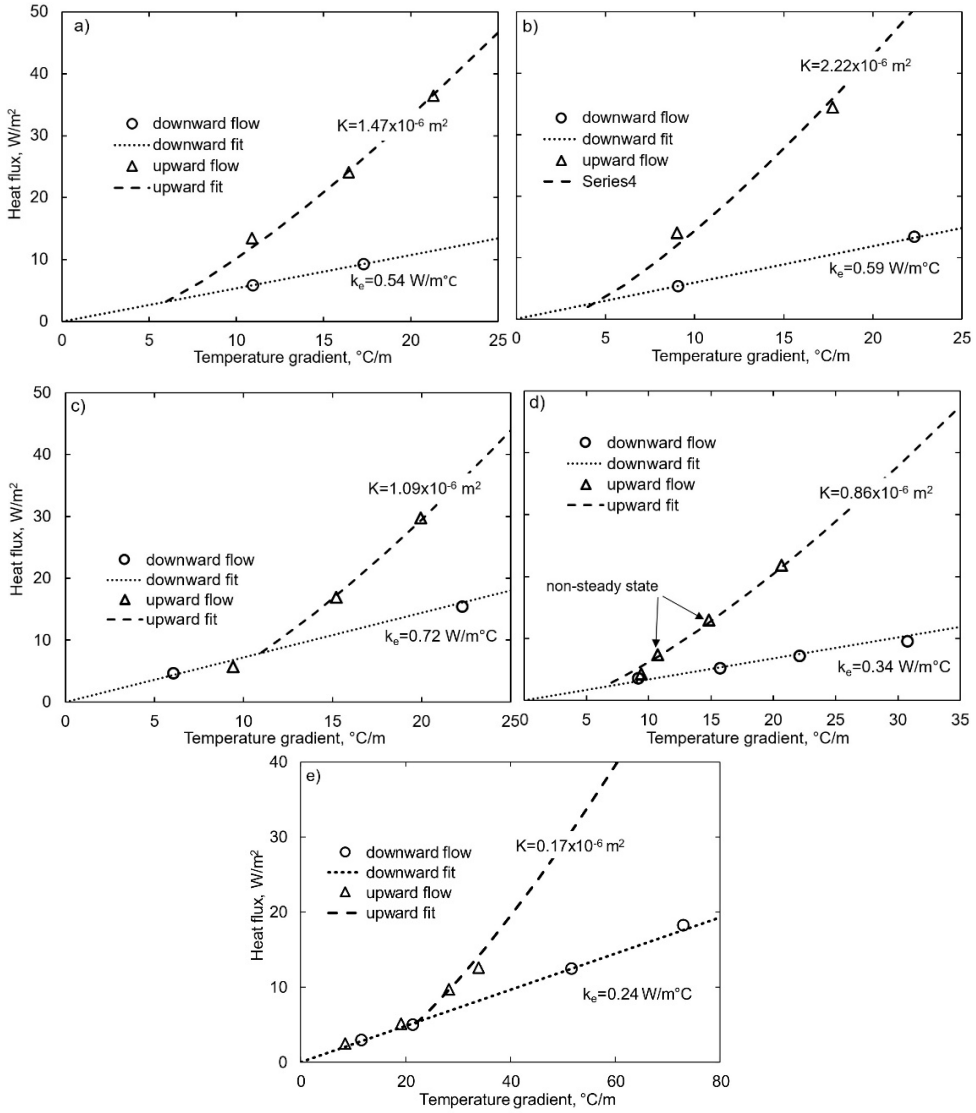 a)
50
40
30
20
10
0
Heat flux, W/m²
downward flow
downward fit
upward flow
upward fit
K=1.47x10⁻⁶ m²
kₑ=0.54 W/m°C
0 5 10 15 20 25
Temperature gradient, °C/m
b)
downward flow
downward fit
upward flow
Series4
K=2.22x10⁻⁶ m²
kₑ=0.59 W/m°C
0 5 10 15 20 25
Temperature gradient, °C/m
c)
50
40
30
20
10
0
Heat flux, W/m²
downward flow
downward fit
upward flow
upward fit
K=1.09x10⁻⁶ m²
kₑ=0.72 W/m°C
0 5 10 15 20 25
Temperature gradient, °C/m
d)
downward flow
downward fit
upward flow
upward fit
K=0.86x10⁻⁶ m²
non-steady state
kₑ=0.34 W/m°C
0 5 10 15 20 25 30 35
Temperature gradient, °C/m
e)
40
30
20
10
0
Heat flux, W/m²
downward flow
downward fit
upward flow
upward fit
K=0.17x10⁻⁶ m²
kₑ=0.24 W/m°C
0 20 40 60 80
Temperature gradient, °C/m